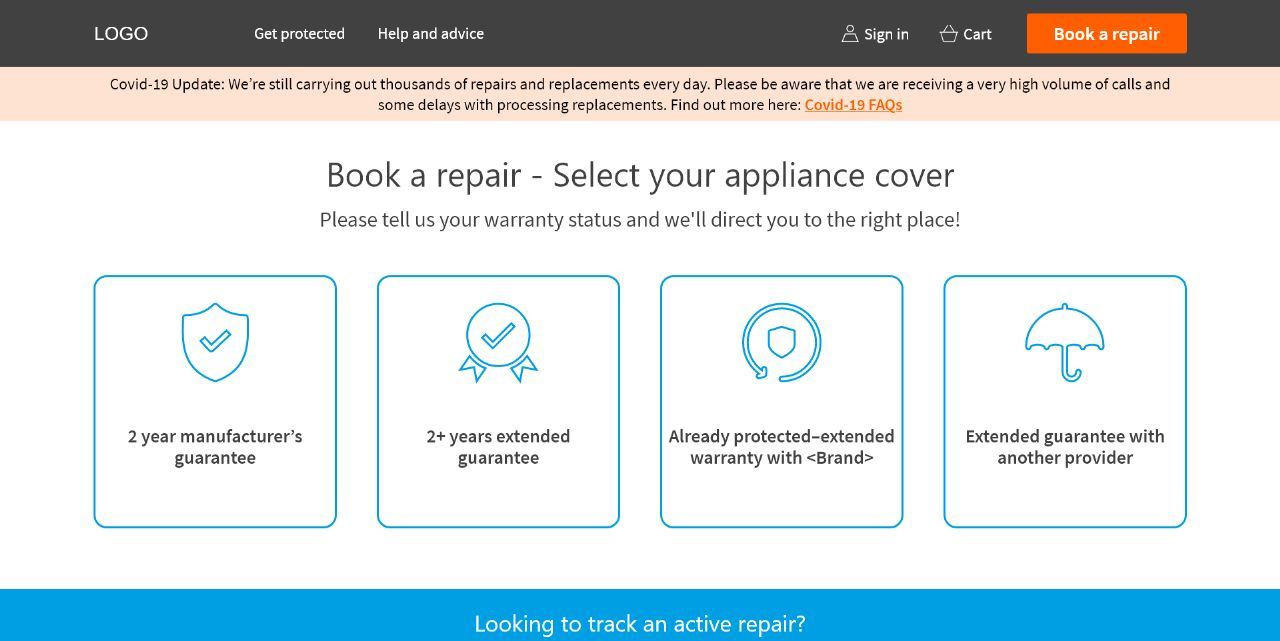 LOGO
Get protected
Help and advice
Sign in
Cart
Book a repair
Covid-19 Update: We’re still carrying out thousands of repairs and replacements every day. Please be aware that we are receiving a very high volume of calls and
some delays with processing replacements. Find out more here: Covid-19 FAQs
Book a repair - Select your appliance cover
Please tell us your warranty status and we'll direct you to the right place!
2 year manufacturer’s
guarantee
2+ years extended
guarantee
Already protected–extended
warranty with <Brand>
Extended guarantee with
another provider
Looking to track an active repair?